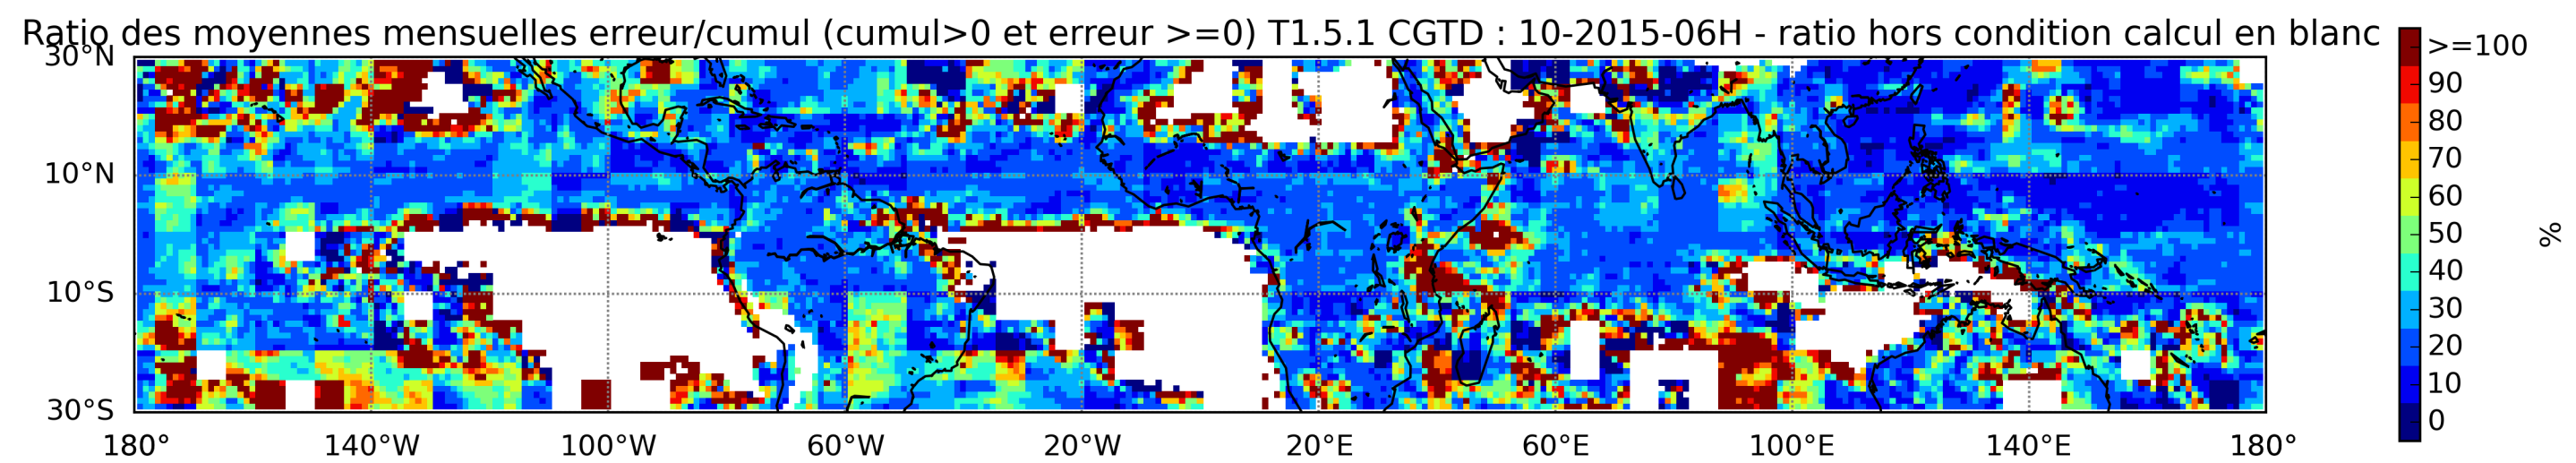 Ratio des moyennes mensuelles erreur/cumul (cumul>0 et erreur >=0) T1.5.1 CGTD : 10-2015-06H - ratio hors condition calcul en blanc
30°N
10°N
10°S
30°S
180° 140°W 100°W 60°W 20°W 20°E 60°E 100°E 140°E 180°
>=100
90
80
70
60
50
40
30
20
10
0
%